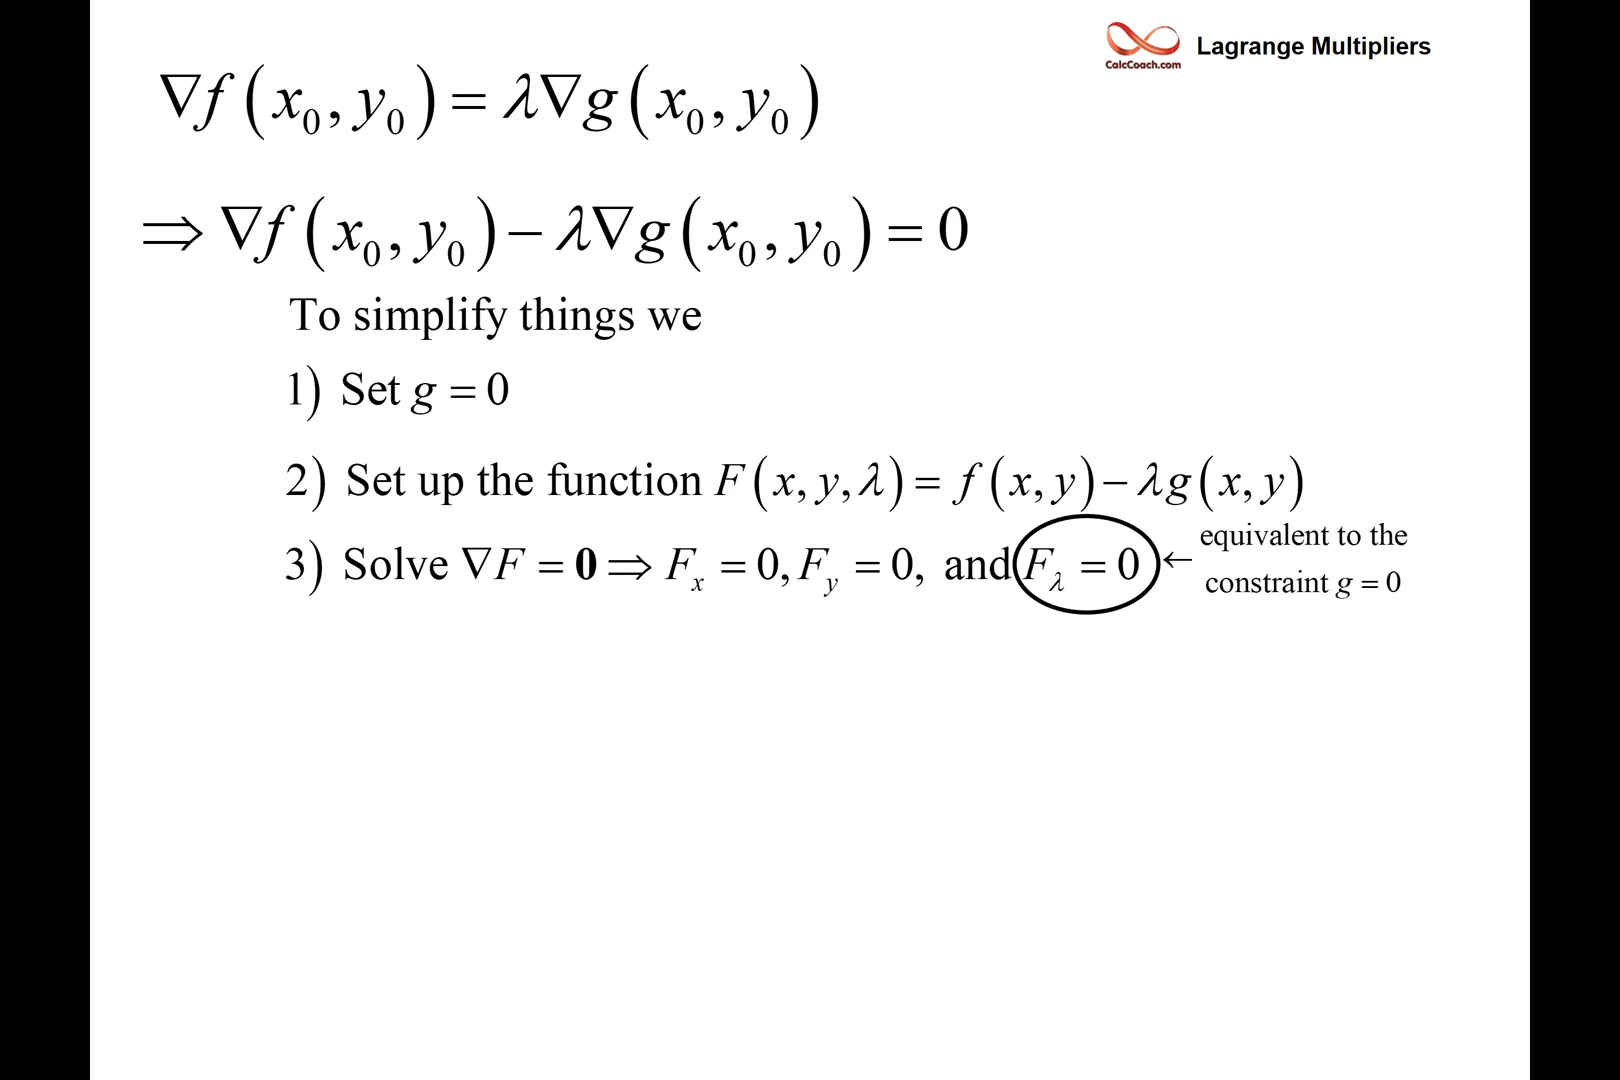 CalcCoach.com
Lagrange Multipliers
∇f(x₀, y₀) = λ∇g(x₀, y₀)
⇒ ∇f(x₀, y₀) − λ∇g(x₀, y₀) = 0
To simplify things we
1) Set g = 0
2) Set up the function F(x, y, λ) = f(x, y) − λg(x, y)
3) Solve ∇F = 0 ⇒ Fₓ = 0, F_y = 0, and F_λ = 0 ←
equivalent to the
constraint g = 0